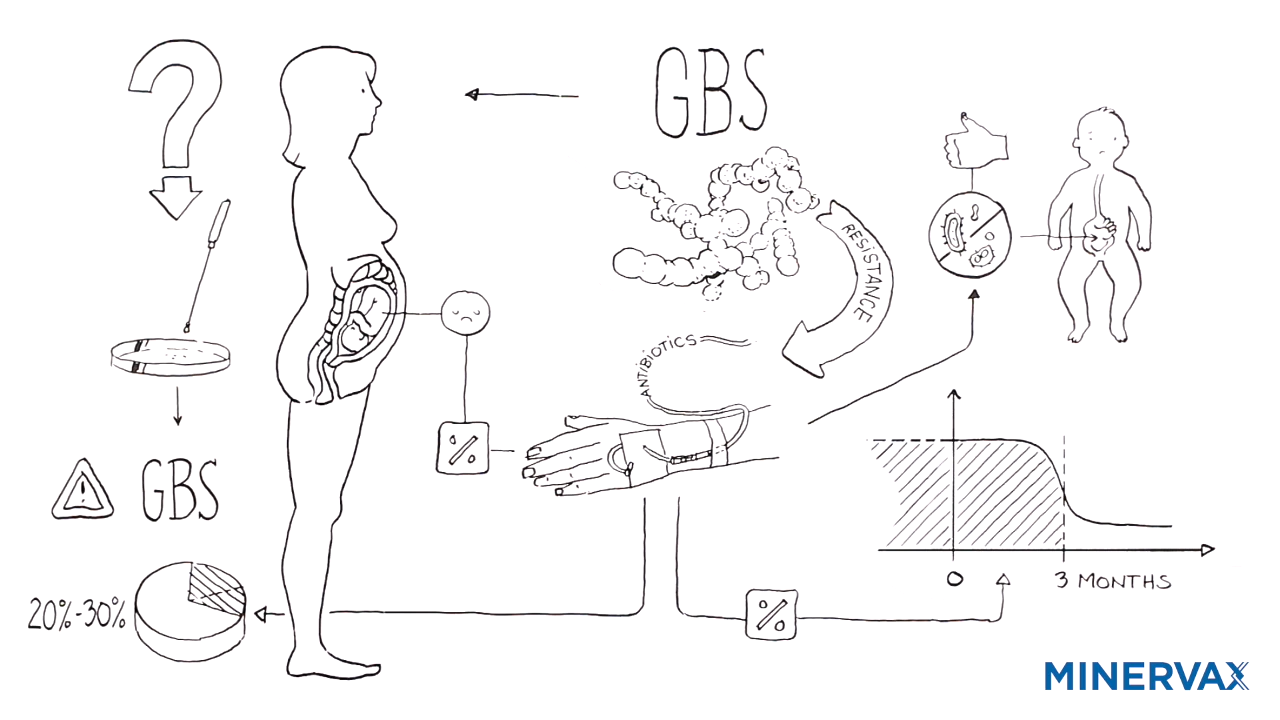 ?
GBS
RESISTANCE
ANTIBIOTICS
%
GBS
20%-30%
%
0
3 MONTHS
MINERVAX